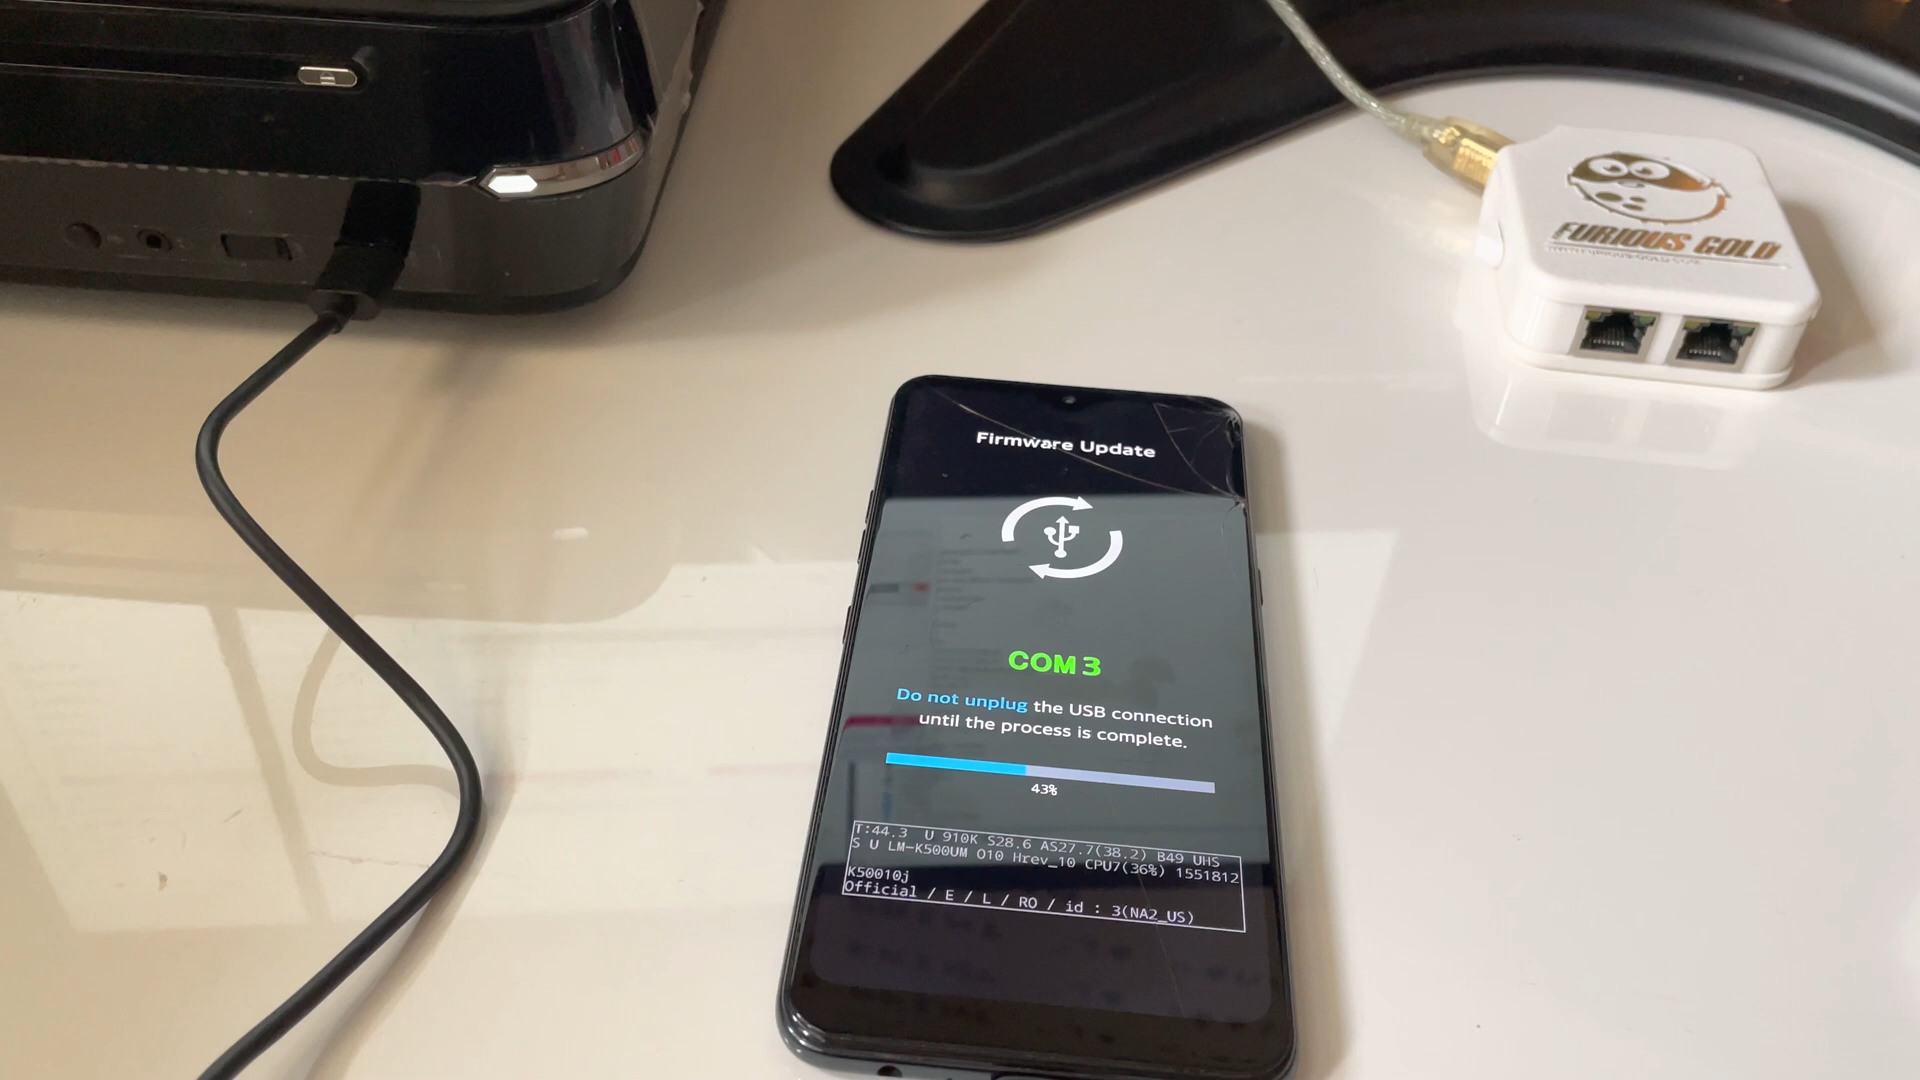 FURIOUS GOLD
Firmware Update
COM 3
Do not unplug the USB connection
until the process is complete.
43%
T:44.3 U 910K S28.6 AS27.7(38.2) B49 UHS
S U LM-K500UM O10 Hrev_10 CPU7(36%) 1551812
K50010j
Official / E / L / RO / id : 3(NA2_US)